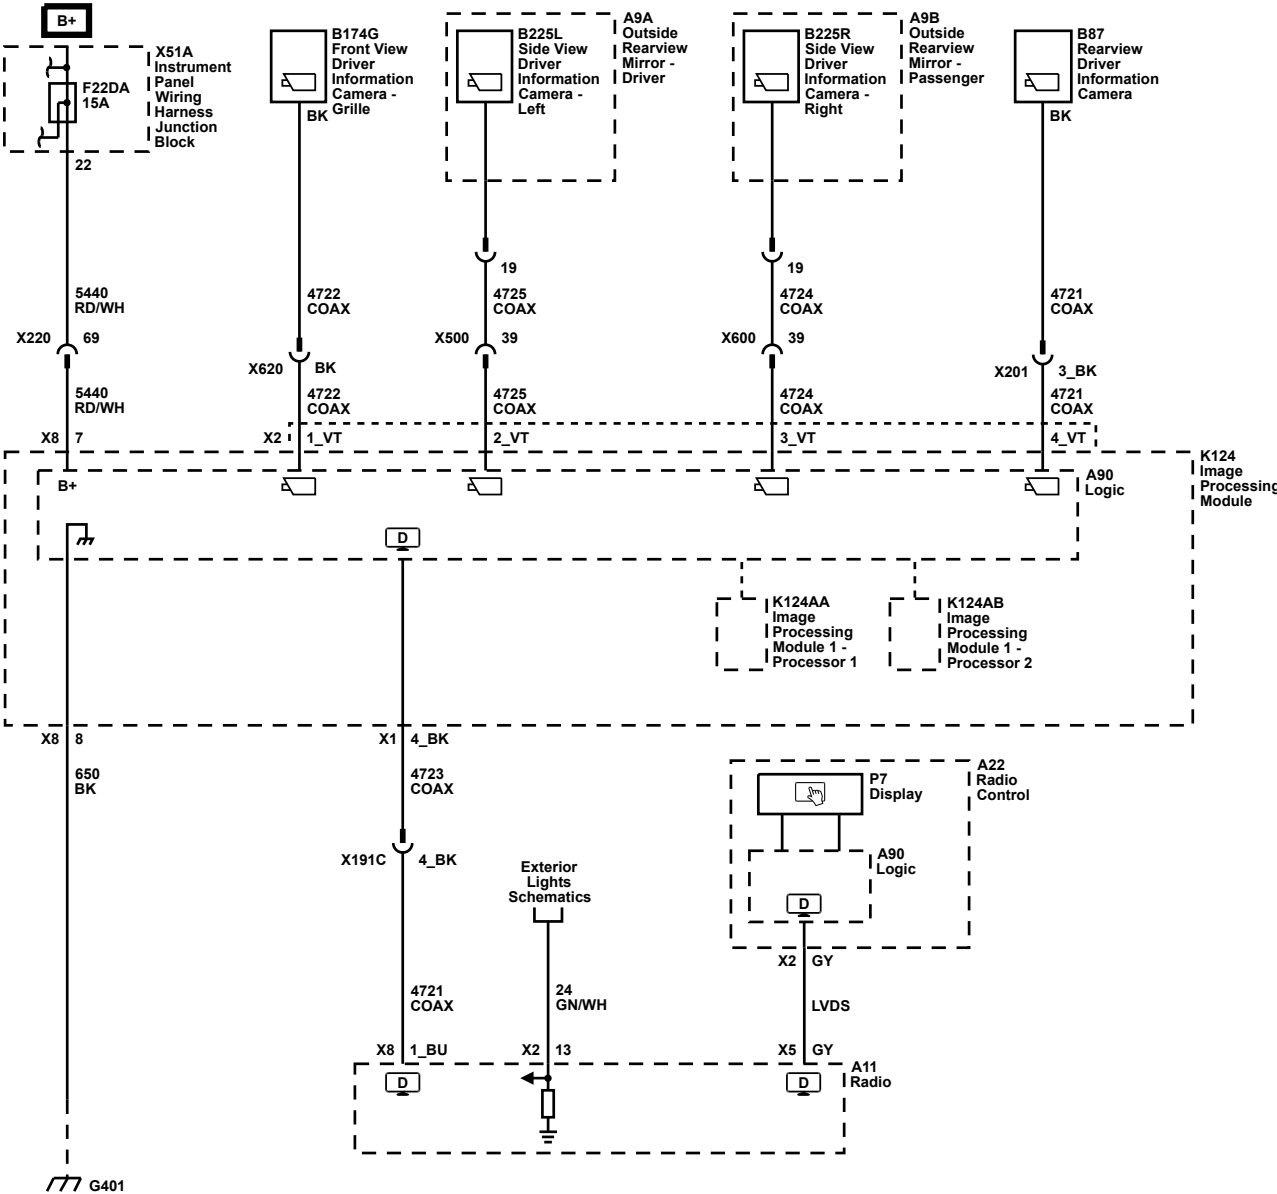 B+
X51A
Instrument
Panel
Wiring
Harness
Junction
Block
F22DA
15A
22
B174G
Front View
Driver
Information
Camera -
Grille
BK
A9A
Outside
Rearview
Mirror -
Driver
B225L
Side View
Driver
Information
Camera -
Left
A9B
Outside
Rearview
Mirror -
Passenger
B225R
Side View
Driver
Information
Camera -
Right
B87
Rearview
Driver
Information
Camera
BK
19
19
5440
RD/WH
4722
COAX
4725
COAX
4724
COAX
4721
COAX
X220 69
X620 BK
X500 39
X600 39
X201 3_BK
5440
RD/WH
4722
COAX
4725
COAX
4724
COAX
4721
COAX
X8 7
X2 1_VT
2_VT
3_VT
4_VT
K124
Image
Processing
Module
A90
Logic
B+
D
K124AA
Image
Processing
Module 1 -
Processor 1
K124AB
Image
Processing
Module 1 -
Processor 2
X8 8
X1 4_BK
650
BK
4723
COAX
X191C 4_BK
Exterior
Lights
Schematics
A22
Radio
Control
P7
Display
A90
Logic
D
X2 GY
4721
COAX
24
GN/WH
LVDS
X8 1_BU
X2 13
X5 GY
A11
Radio
D
D
G401